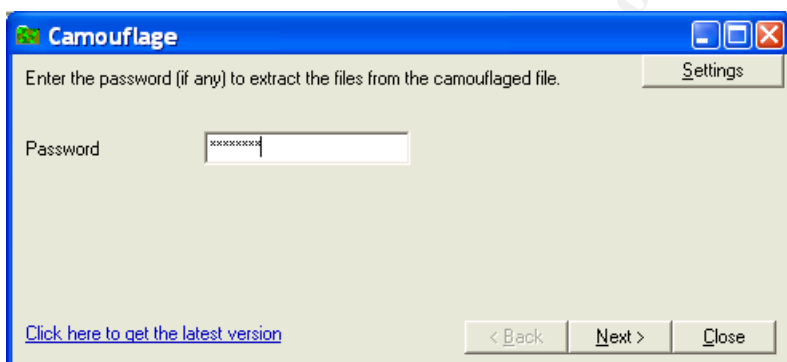 Camouflage
Settings
Enter the password (if any) to extract the files from the camouflaged file.
Password ********
Click here to get the latest version
< Back Next > Close